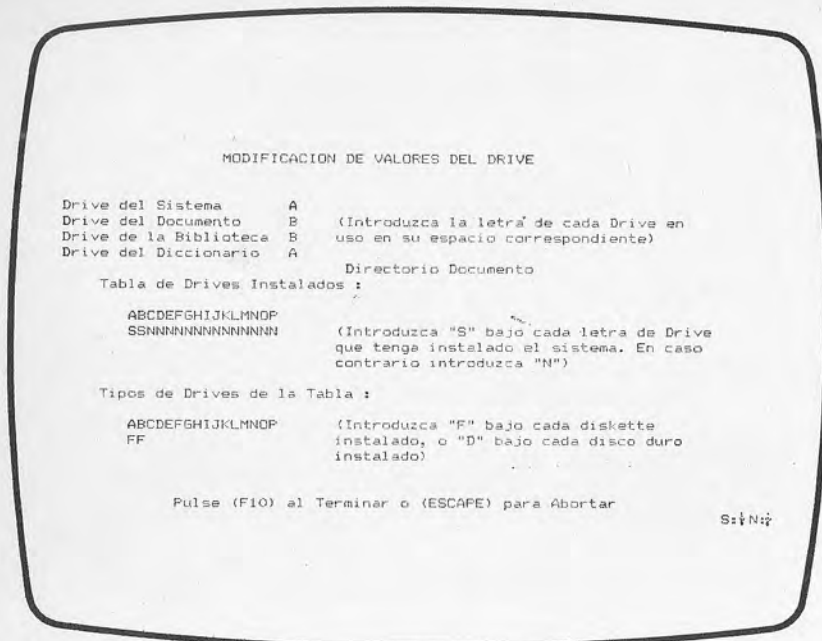 MODIFICACION DE VALORES DEL DRIVE
Drive del Sistema A
Drive del Documento B (Introduzca la letra de cada Drive en
Drive de la Biblioteca B uso en su espacio correspondiente)
Drive del Diccionario A
Directorio Documento
Tabla de Drives Instalados :
ABCDEFGHIJKLMNOP
SSNNNNNNNNNNNNNN (Introduzca "S" bajo cada letra de Drive
que tenga instalado el sistema. En caso
contrario introduzca "N")
Tipos de Drives de la Tabla :
ABCDEFGHIJKLMNOP (Introduzca "F" bajo cada diskette
FF instalado, o "D" bajo cada disco duro
instalado)
Pulse (F10) al Terminar o (ESCAPE) para Abortar
S: N: